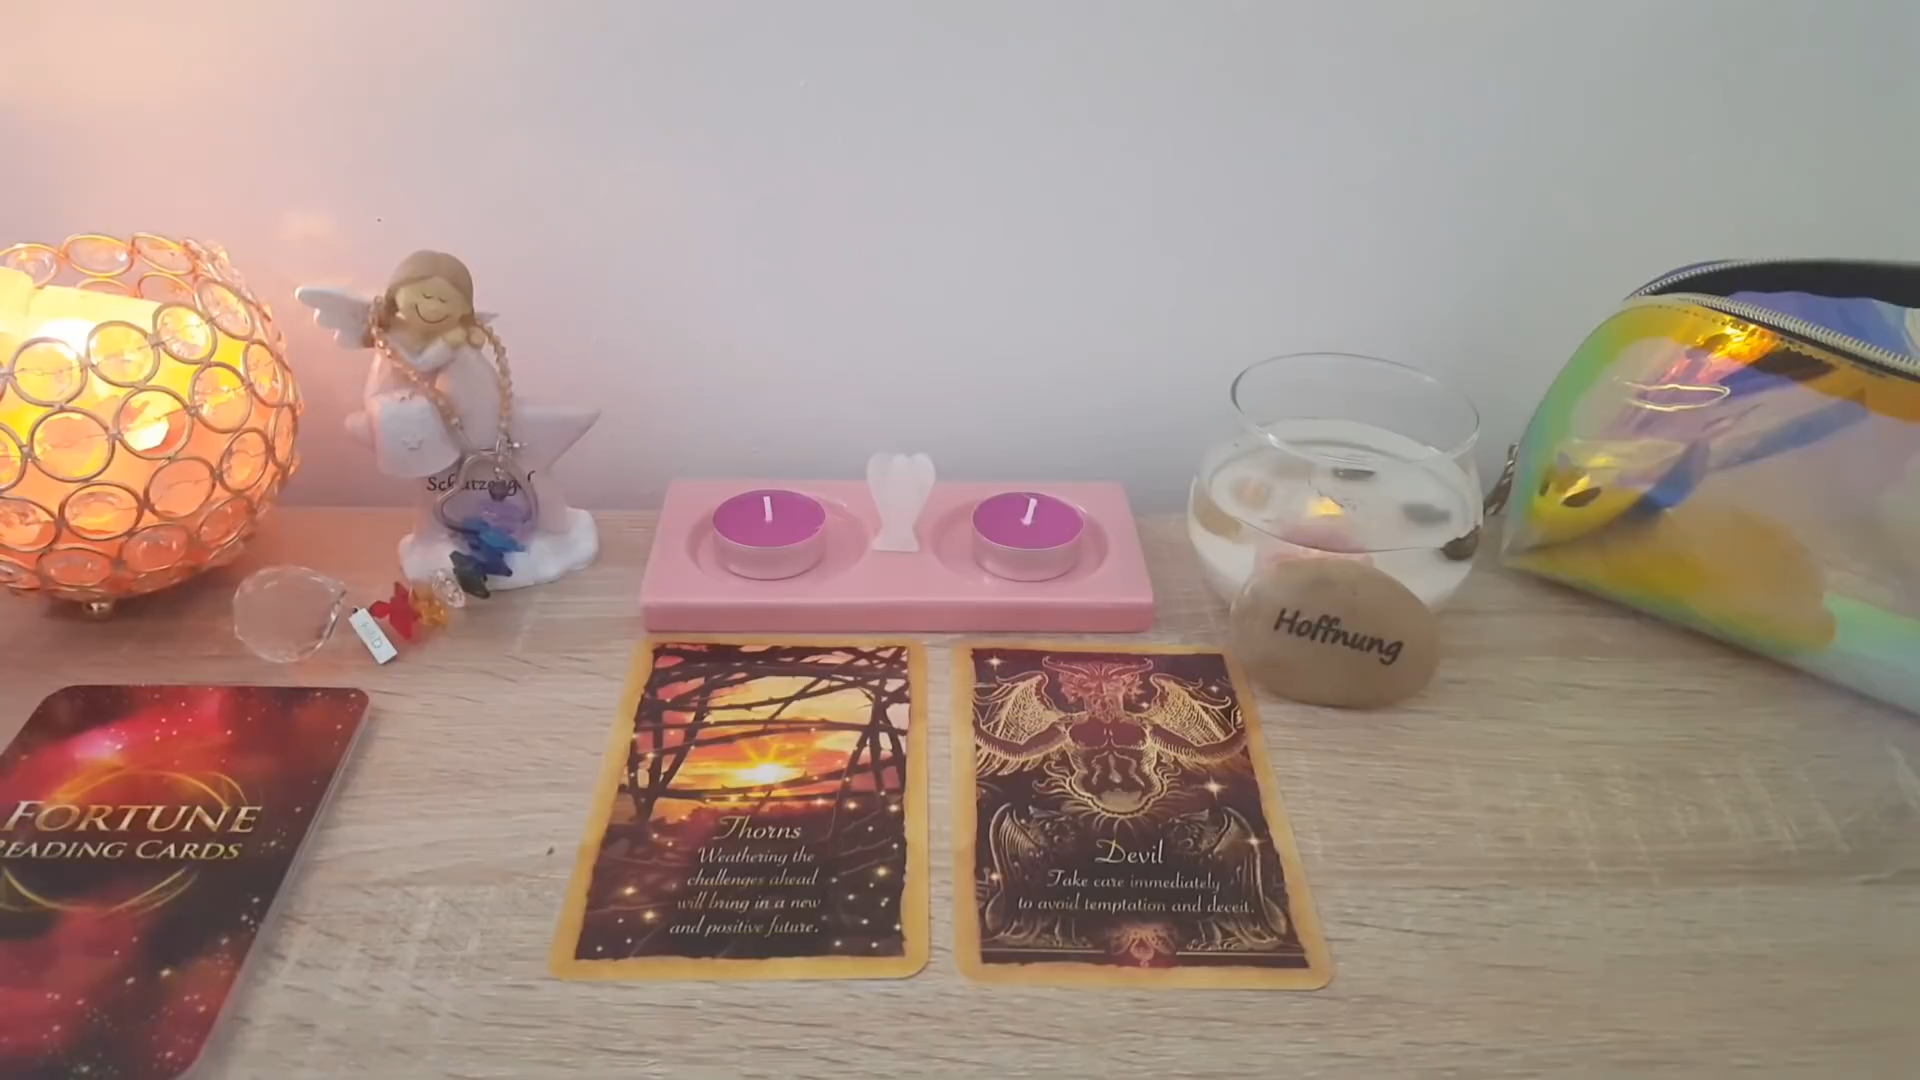 Schutzengel
Hoffnung
FORTUNE
READING CARDS
Thorns
Weathering the
challenges ahead
will bring in a new
and positive future.
Devil
Take care immediately
to avoid temptation and deceit.